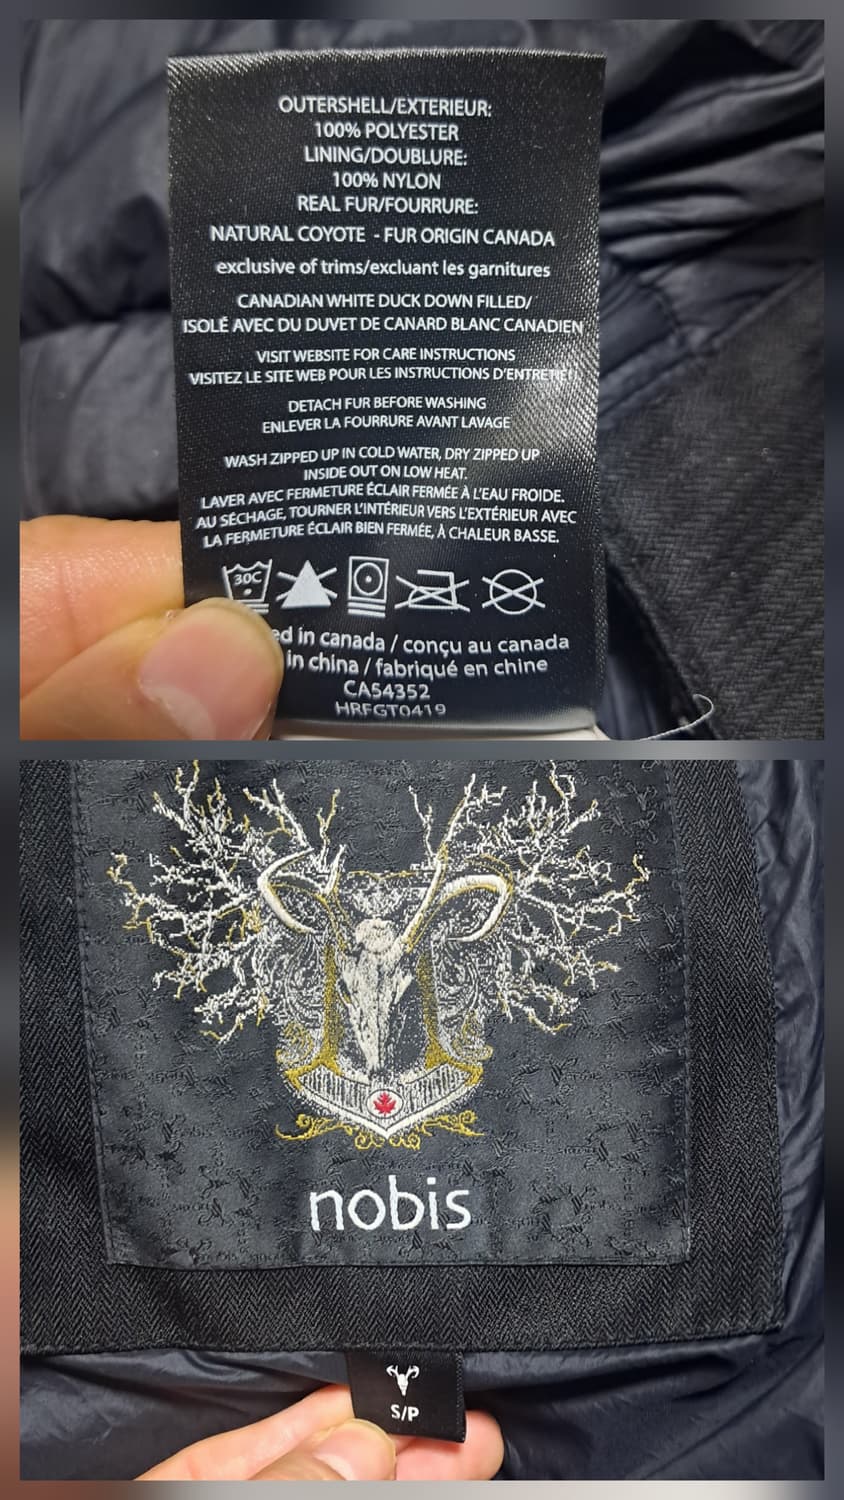 OUTERSHELL/EXTERIEUR:
100% POLYESTER
LINING/DOUBLURE:
100% NYLON
REAL FUR/FOURRURE:
NATURAL COYOTE - FUR ORIGIN CANADA
exclusive of trims/excluant les garnitures
CANADIAN WHITE DUCK DOWN FILLED/
ISOLÉ AVEC DU DUVET DE CANARD BLANC CANADIEN
VISIT WEBSITE FOR CARE INSTRUCTIONS
VISITEZ LE SITE WEB POUR LES INSTRUCTIONS
DETACH FUR BEFORE WASHING
ENLEVER LA FOURRURE AVANT LAVAGE
WASH ZIPPED UP IN COLD WATER, DRY ZIPPED UP
INSIDE OUT ON LOW HEAT.
LAVER AVEC FERMETURE ÉCLAIR FERMÉE À L'EAU FROIDE.
AU SÉCHAGE, TOURNER L'INTÉRIEUR VERS L'EXTÉRIEUR AVEC
LA FERMETURE ÉCLAIR BIEN FERMÉE, À CHALEUR BASSE.
30C
ed in canada / conçu au canada
in china / fabriqué en chine
CA54352
HRFGT0419
nobis
S/P